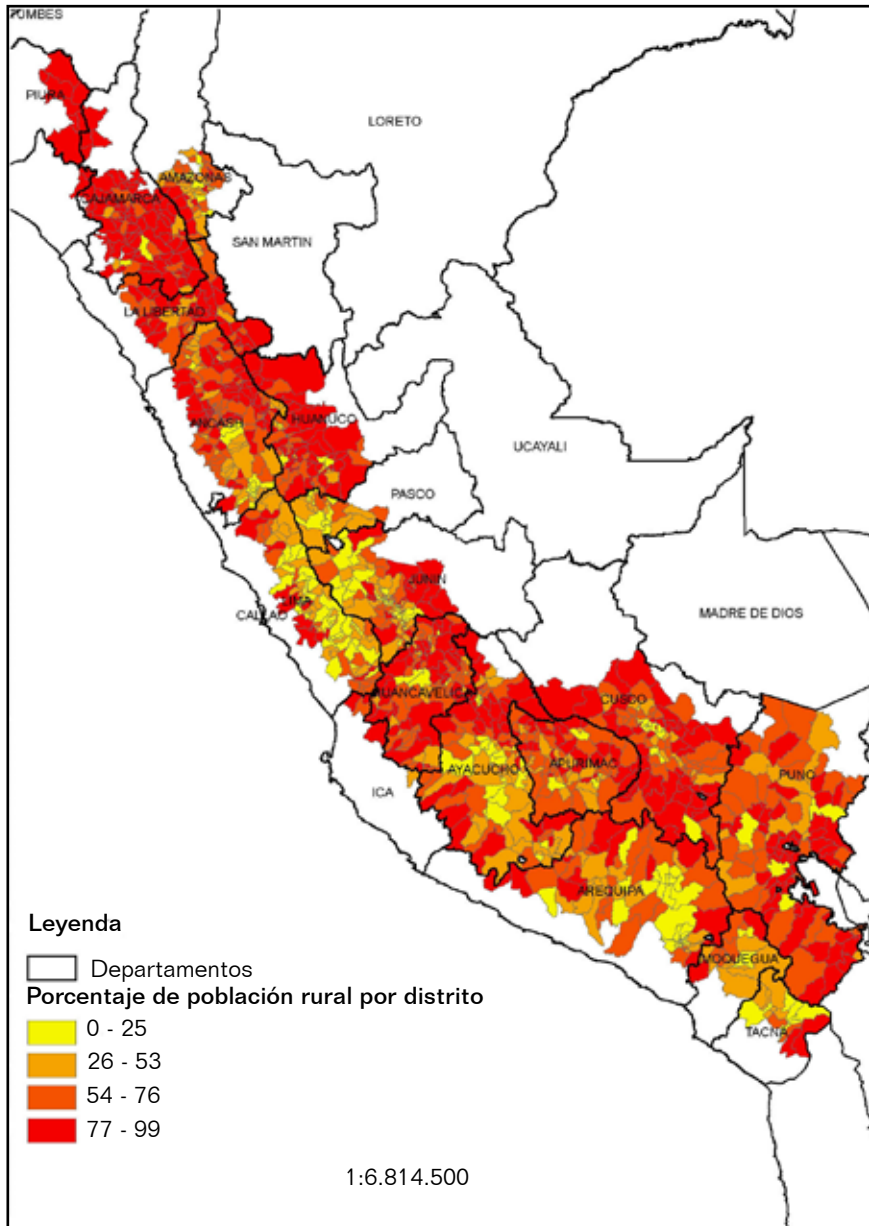 TUMBES
PIURA
LORETO
AMAZONAS
CAJAMARCA
SAN MARTIN
LA LIBERTAD
ANCASH
HUANUCO
UCAYALI
PASCO
JUNIN
LIMA
CALLAO
MADRE DE DIOS
HUANCAVELICA
CUSCO
AYACUCHO
APURIMAC
PUNO
ICA
AREQUIPA
MOQUEGUA
TACNA
Leyenda
Departamentos
Porcentaje de población rural por distrito
0 - 25
26 - 53
54 - 76
77 - 99
1:6.814.500